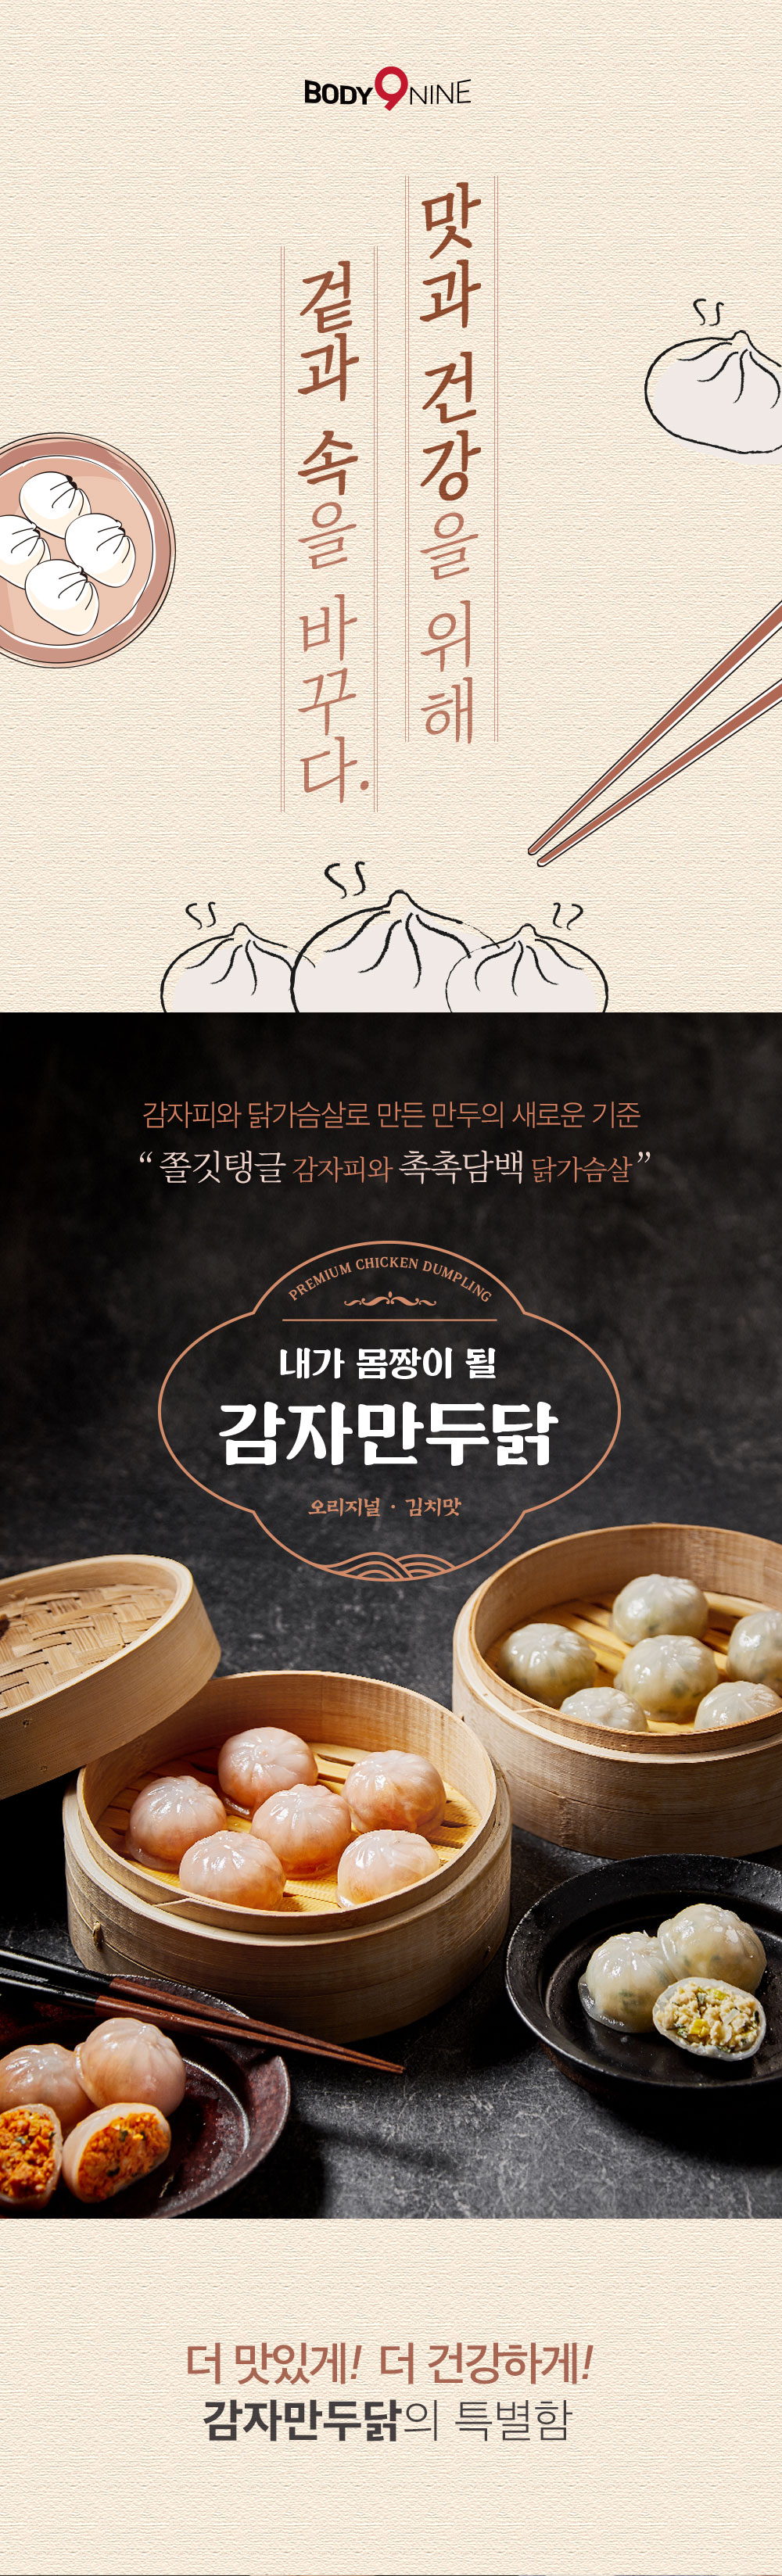 BODY9NINE
맛과 건강을 위해
겉과 속을 바꾸다.
감자피와 닭가슴살로 만든 만두의 새로운 기준
“ 쫄깃탱글 감자피와 촉촉담백 닭가슴살 ”
PREMIUM CHICKEN DUMPLING
내가 몸짱이 될
감자만두닭
오리지널 · 김치맛
더 맛있게! 더 건강하게!
감자만두닭의 특별함